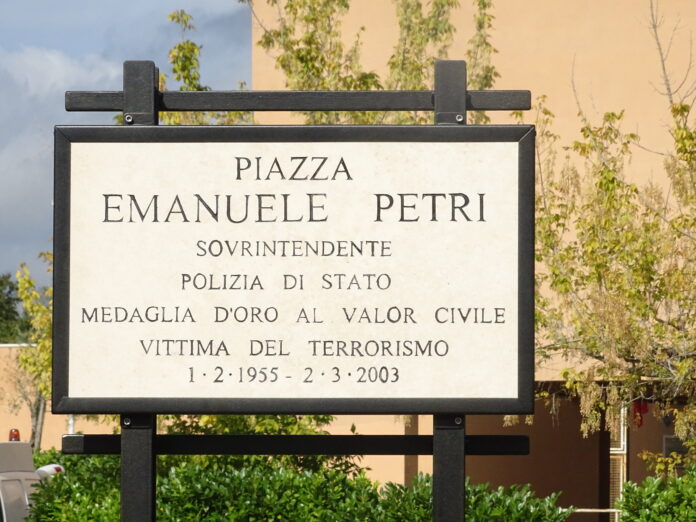 PIAZZA
EMANUELE PETRI
SOVRINTENDENTE
POLIZIA DI STATO
MEDAGLIA D'ORO AL VALOR CIVILE
VITTIMA DEL TERRORISMO
1·2·1955 - 2·3·2003